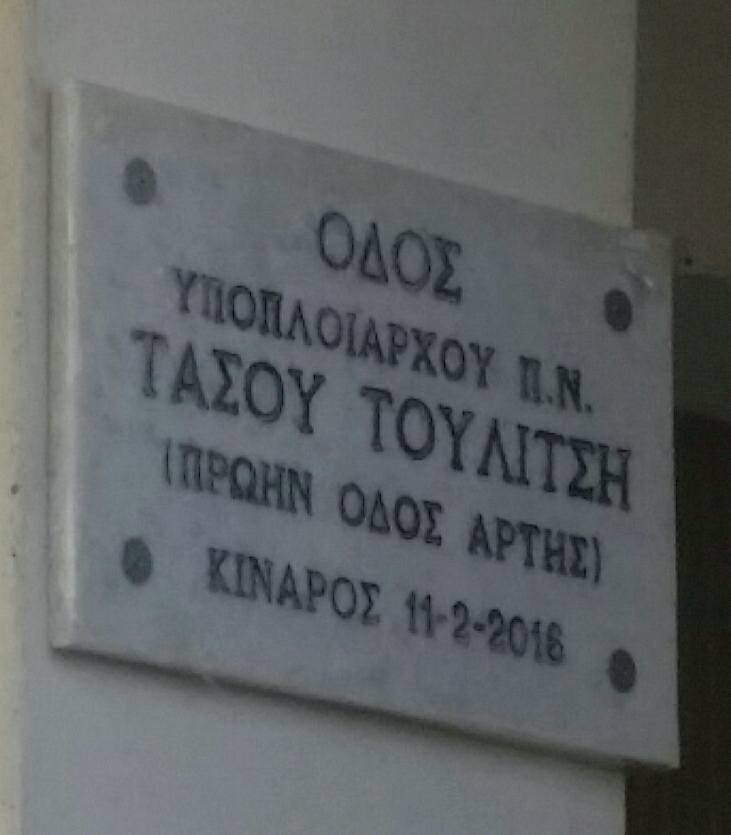 ΟΔΟΣ
ΥΠΟΠΛΟΙΑΡΧΟΥ Π.Ν.
ΤΑΣΟΥ ΤΟΥΛΙΤΣΗ
(ΠΡΩΗΝ ΟΔΟΣ ΑΡΤΗΣ)
ΚΙΝΑΡΟΣ 11-2-2016